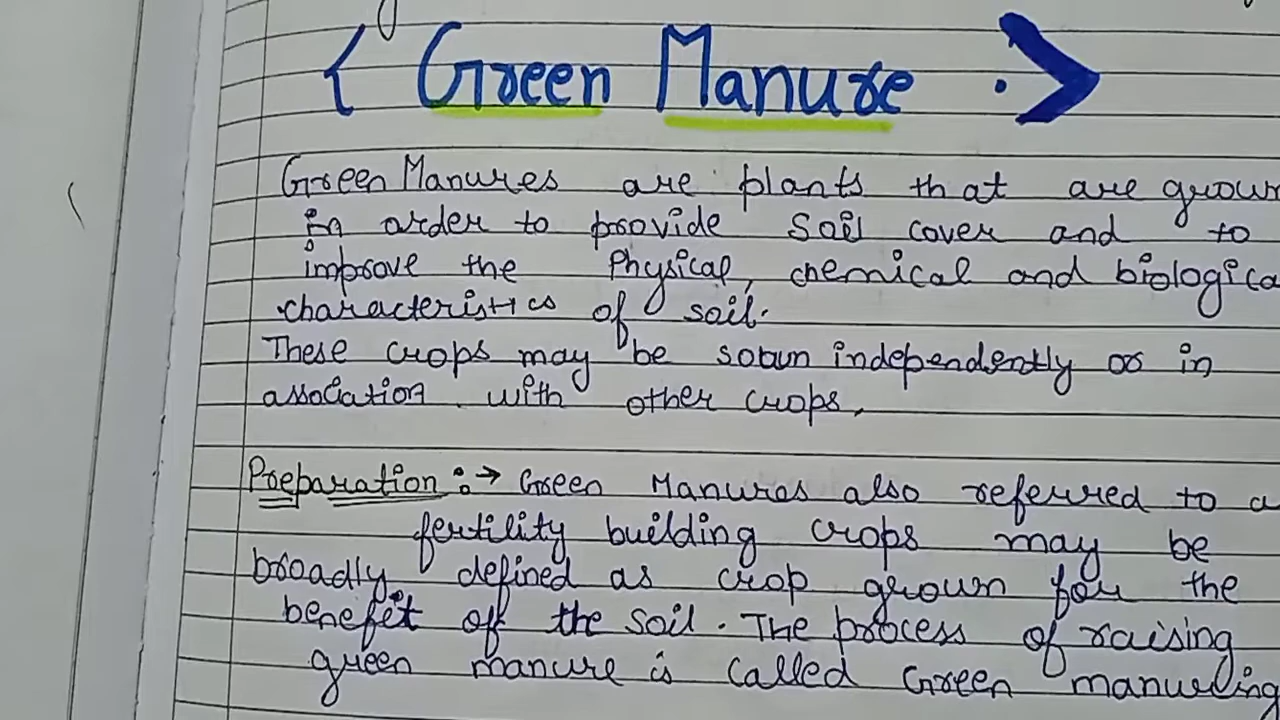 { Green Manure . >
Green Manures are plants that are grown
in order to provide Soil cover and to
improve the Physical, chemical and biologica
characteristics of soil.
These crops may be sown independently or in
association with other crops.
Preparation :→ Green Manures also referred to a
fertility building crops may be
broadly defined as crop grown for the
benefit of the soil. The process of raising
green manure is called Green manuring